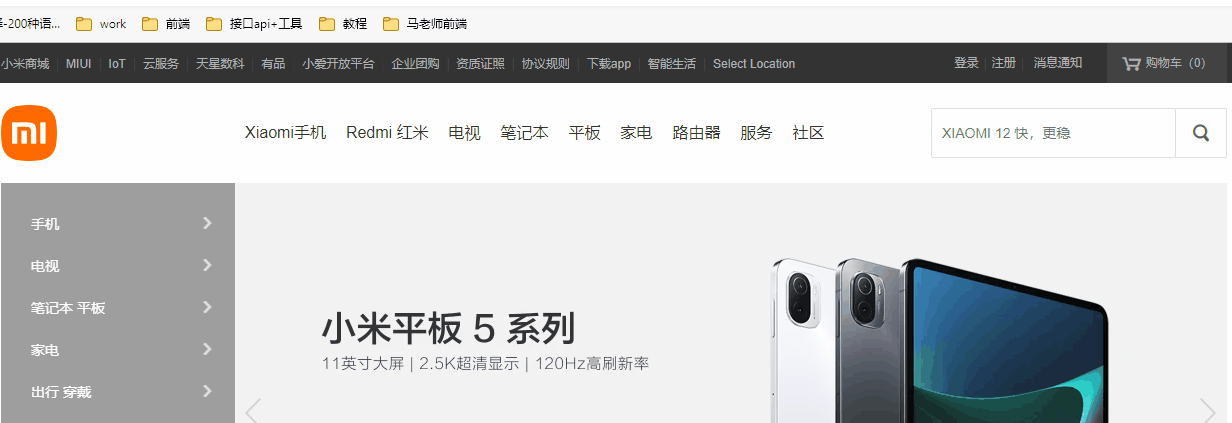 -200种语... work 前端 接口api+工具 教程 马老师前端
小米商城 MIUI IoT 云服务 天星数科 有品 小爱开放平台 企业团购 资质证照 协议规则 下载app 智能生活 Select Location 登录 注册 消息通知 购物车（0）
mi Xiaomi手机 Redmi 红米 电视 笔记本 平板 家电 路由器 服务 社区 XIAOMI 12 快，更稳
手机
电视
笔记本 平板
家电
出行 穿戴
小米平板 5 系列
11英寸大屏 | 2.5K超清显示 | 120Hz高刷新率